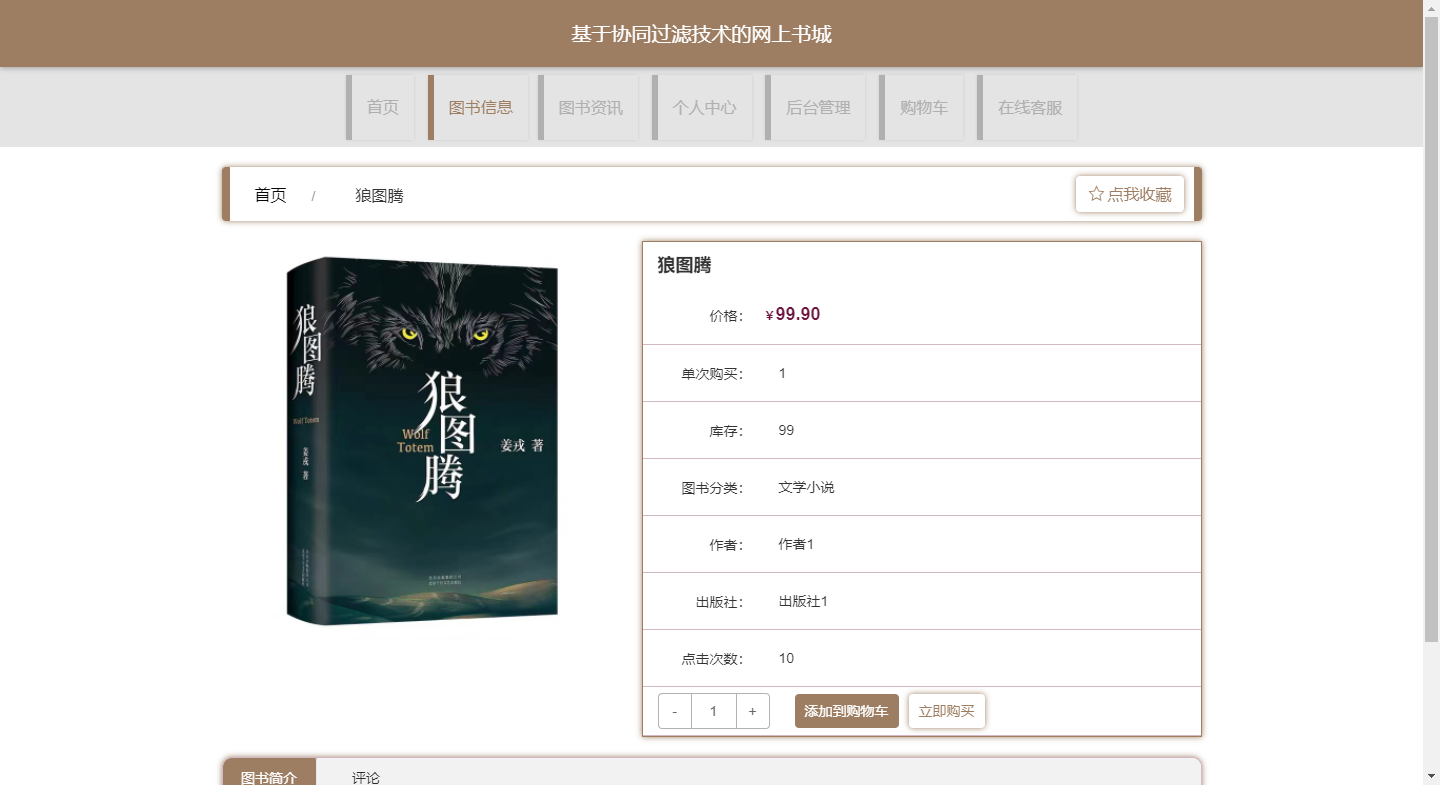 基于协同过滤技术的网上书城
首页
图书信息
图书资讯
个人中心
后台管理
购物车
在线客服
首页 / 狼图腾
☆点我收藏
狼图腾
Wolf Totem
姜戎 著
狼图腾
Wolf
Totem
姜戎 著
狼图腾
价格： ¥99.90
单次购买： 1
库存： 99
图书分类： 文学小说
作者： 作者1
出版社： 出版社1
点击次数： 10
- 1 + 添加到购物车 立即购买
图书简介 评论